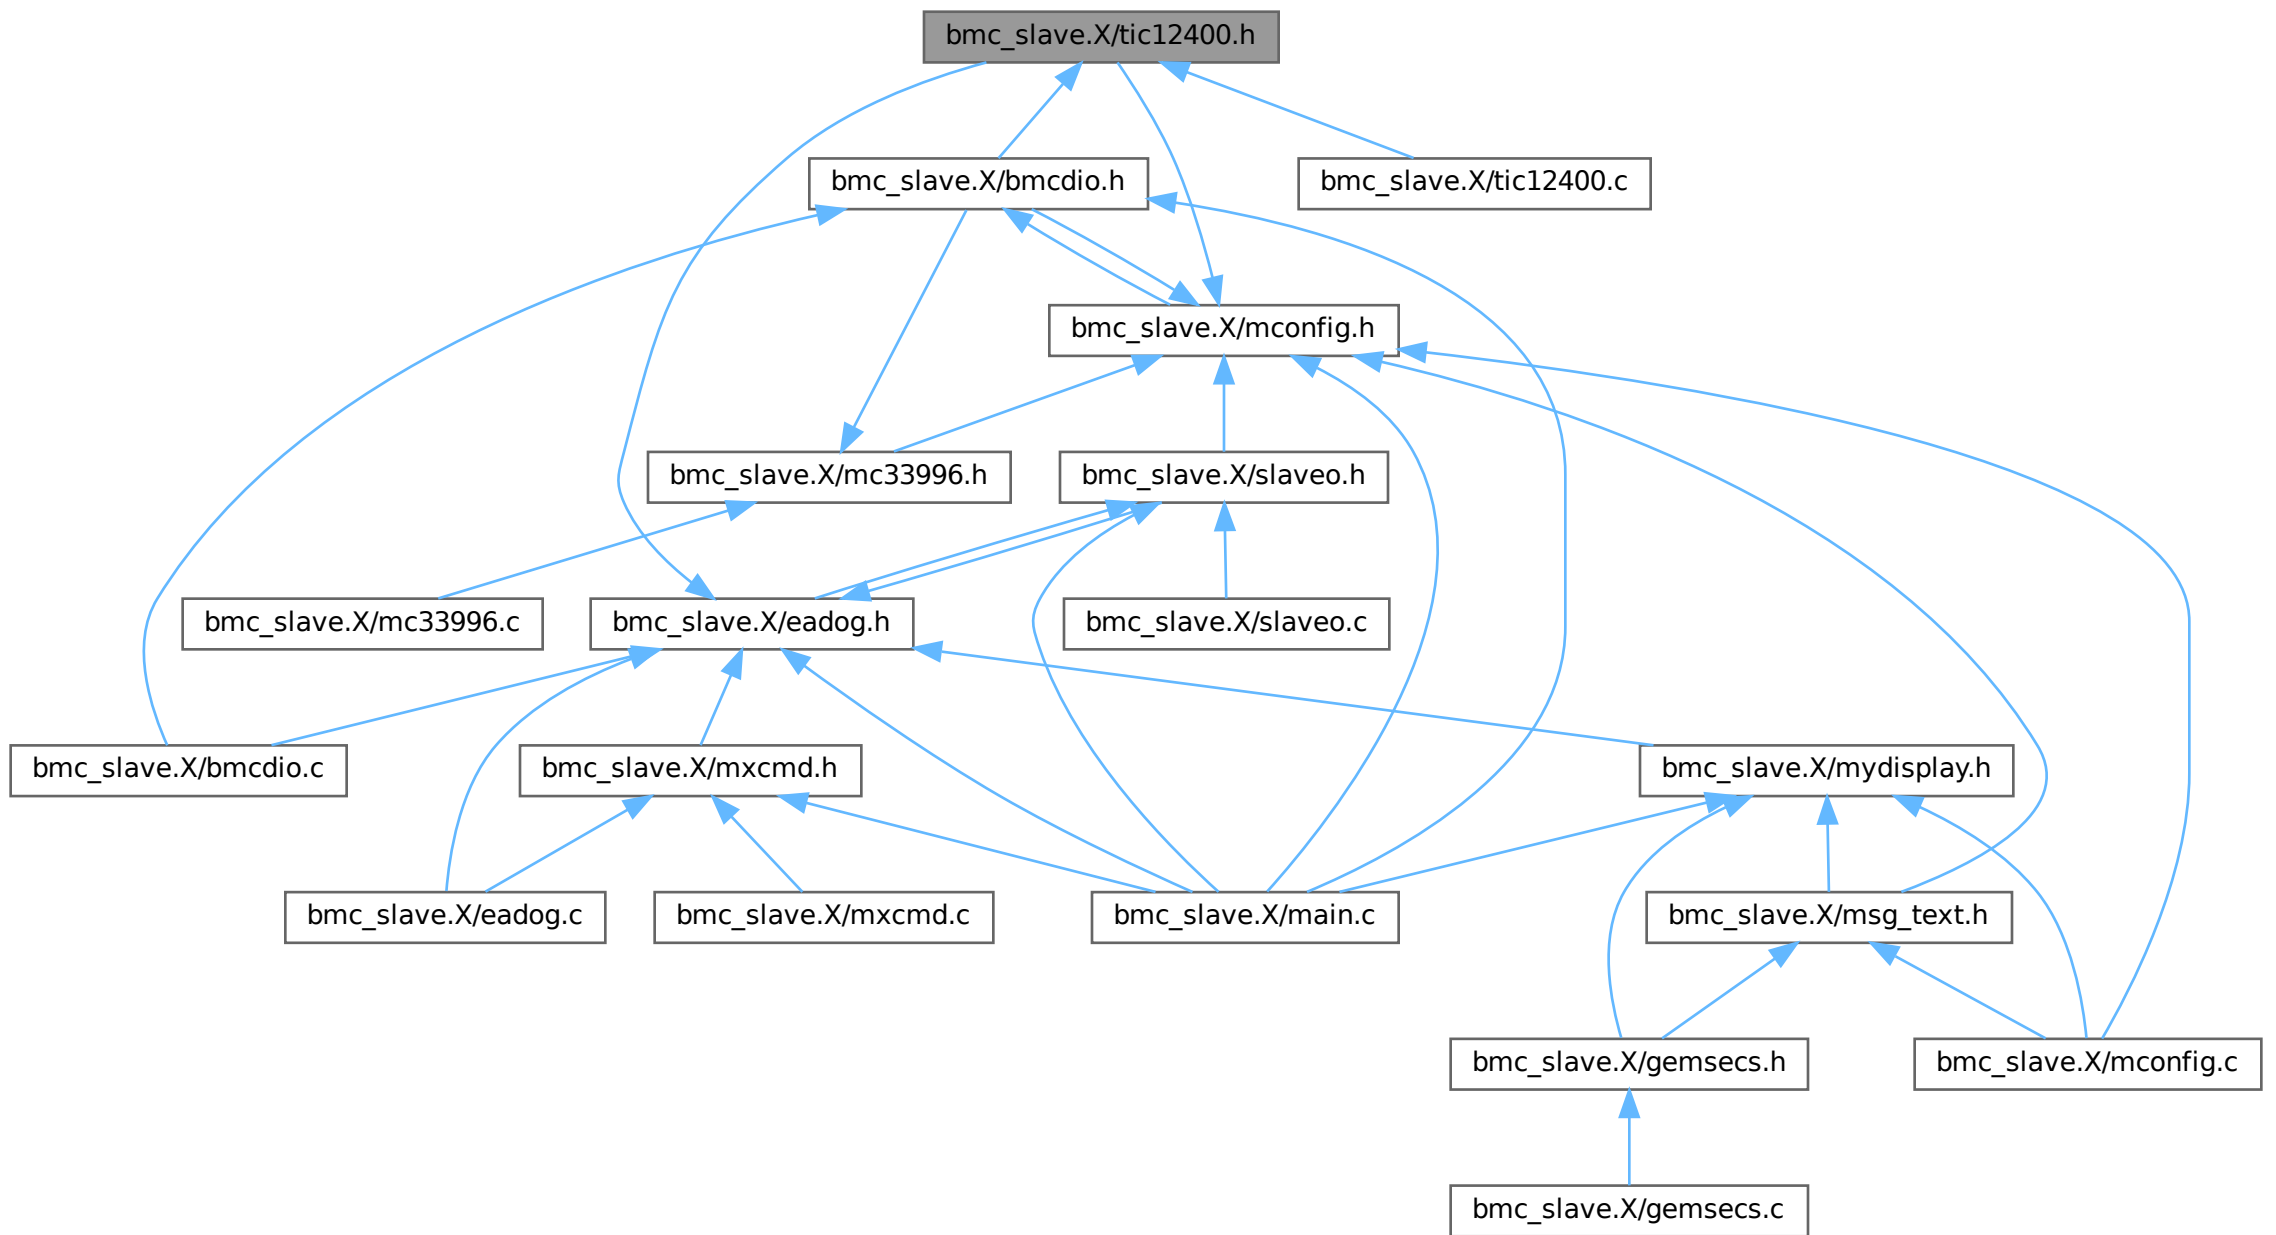 bmc_slave.X/tic12400.h
bmc_slave.X/bmcdio.h
bmc_slave.X/tic12400.c
bmc_slave.X/mconfig.h
bmc_slave.X/mc33996.h
bmc_slave.X/slaveo.h
bmc_slave.X/mc33996.c
bmc_slave.X/eadog.h
bmc_slave.X/slaveo.c
bmc_slave.X/bmcdio.c
bmc_slave.X/mxcmd.h
bmc_slave.X/mydisplay.h
bmc_slave.X/eadog.c
bmc_slave.X/mxcmd.c
bmc_slave.X/main.c
bmc_slave.X/msg_text.h
bmc_slave.X/gemsecs.h
bmc_slave.X/mconfig.c
bmc_slave.X/gemsecs.c